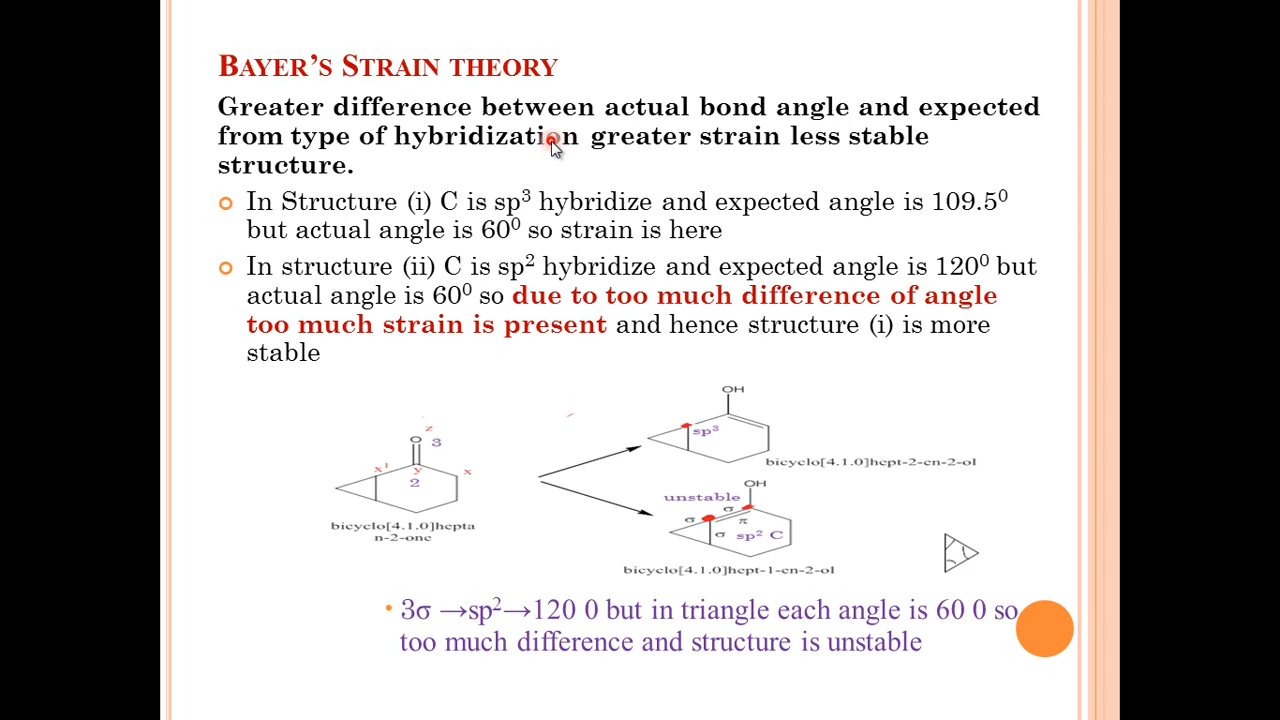 BAYER'S STRAIN THEORY
Greater difference between actual bond angle and expected
from type of hybridization greater strain less stable
structure.
In Structure (i) C is sp³ hybridize and expected angle is 109.5⁰
but actual angle is 60⁰ so strain is here
In structure (ii) C is sp² hybridize and expected angle is 120⁰ but
actual angle is 60⁰ so due to too much difference of angle
too much strain is present and hence structure (i) is more
stable
OH
sp³
bicyclo[4.1.0]hept-2-en-2-ol
z
O 3
x¹ y x
2
bicyclo[4.1.0]hepta
n-2-one
unstable OH
σ σ π
σ sp² C
bicyclo[4.1.0]hept-1-en-2-ol
• 3σ →sp²→120 0 but in triangle each angle is 60 0 so
too much difference and structure is unstable